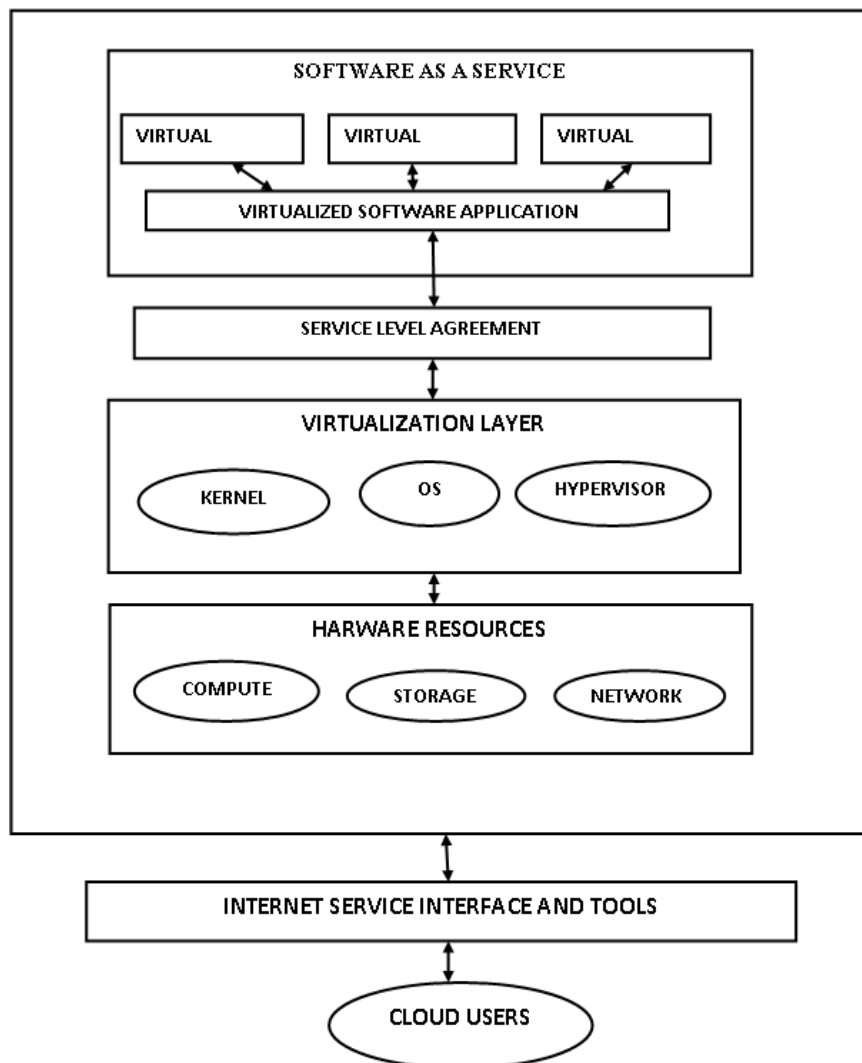 SOFTWARE AS A SERVICE
VIRTUAL
VIRTUAL
VIRTUAL
VIRTUALIZED SOFTWARE APPLICATION
SERVICE LEVEL AGREEMENT
VIRTUALIZATION LAYER
KERNEL
OS
HYPERVISOR
HARWARE RESOURCES
COMPUTE
STORAGE
NETWORK
INTERNET SERVICE INTERFACE AND TOOLS
CLOUD USERS